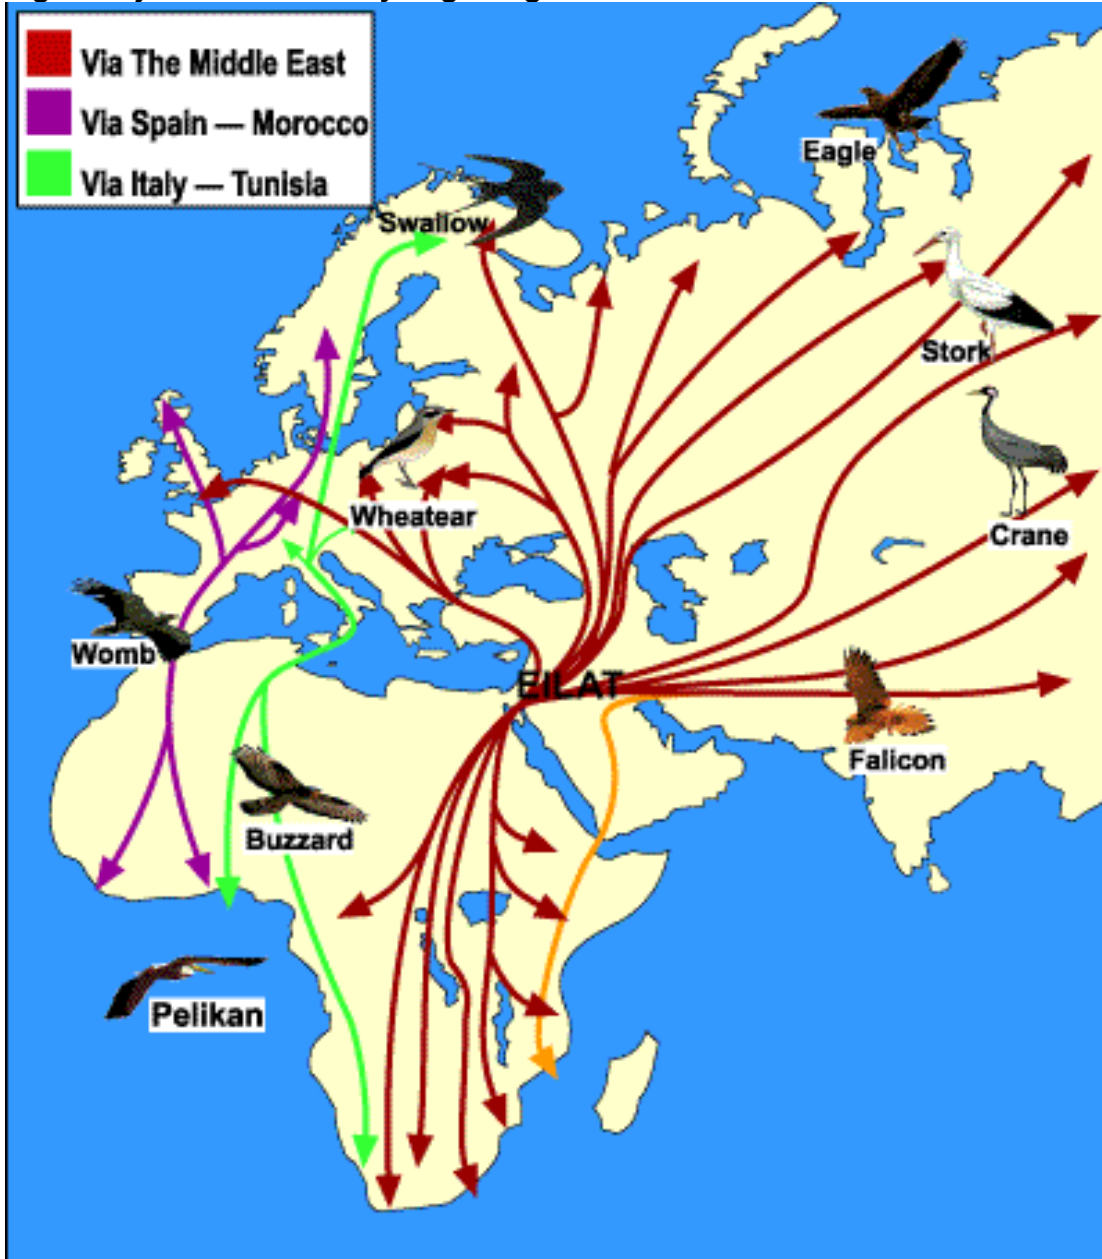 Via The Middle East
Via Spain — Morocco
Via Italy — Tunisia
Eagle
Swallow
Stork
Wheatear
Crane
Womb
EILAT
Falicon
Buzzard
Pelikan